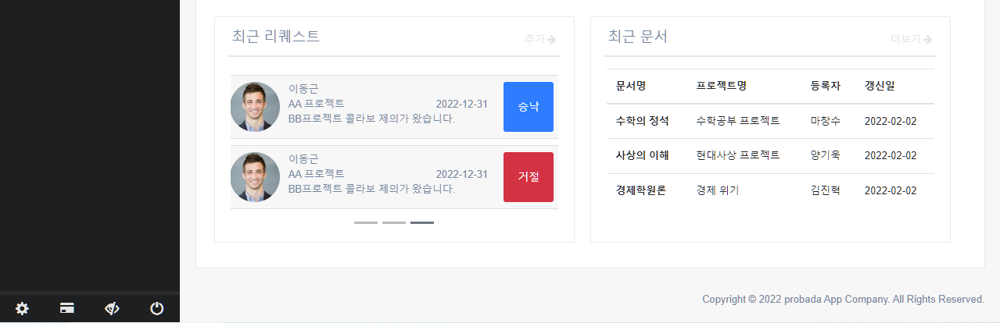 최근 리퀘스트
추가
이동근
AA 프로젝트 2022-12-31
BB프로젝트 콜라보 제의가 왔습니다.
승낙
이동근
AA 프로젝트 2022-12-31
BB프로젝트 콜라보 제의가 왔습니다.
거절
최근 문서
더보기
문서명 프로젝트명 등록자 갱신일
수학의 정석 수학공부 프로젝트 마창수 2022-02-02
사상의 이해 현대사상 프로젝트 양기욱 2022-02-02
경제학원론 경제 위기 김진혁 2022-02-02
Copyright © 2022 probada App Company. All Rights Reserved.